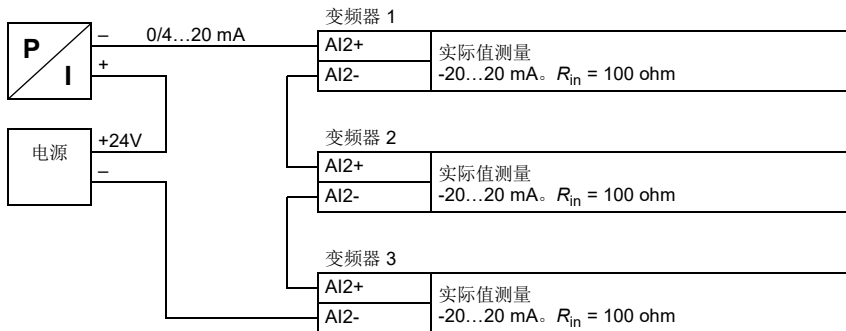 变频器 1
P
I
–
0/4…20 mA
+
AI2+
AI2-
实际值测量
-20…20 mA。Rin = 100 ohm
电源
+24V
–
变频器 2
AI2+
AI2-
实际值测量
-20…20 mA。Rin = 100 ohm
变频器 3
AI2+
AI2-
实际值测量
-20…20 mA。Rin = 100 ohm